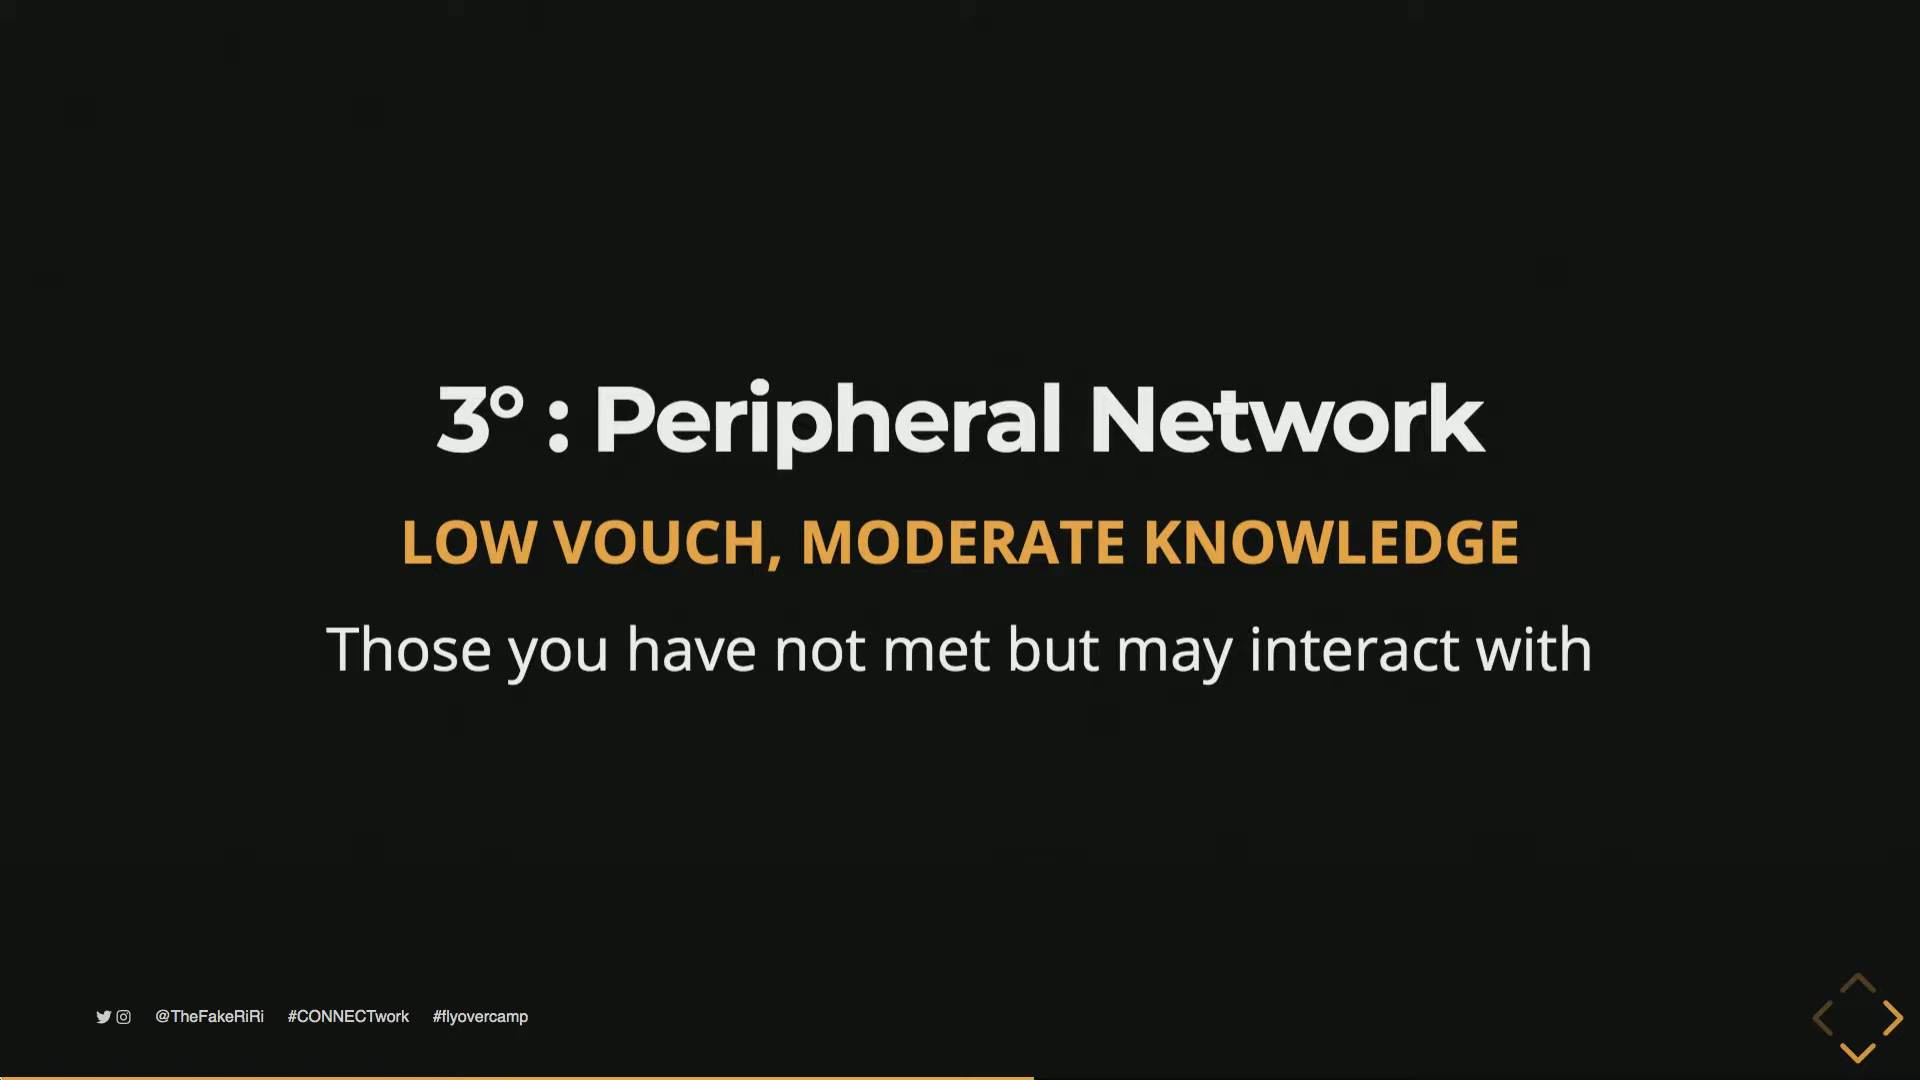 3° : Peripheral Network
LOW VOUCH, MODERATE KNOWLEDGE
Those you have not met but may interact with
@TheFakeRiRi #CONNECTwork #flyovercamp